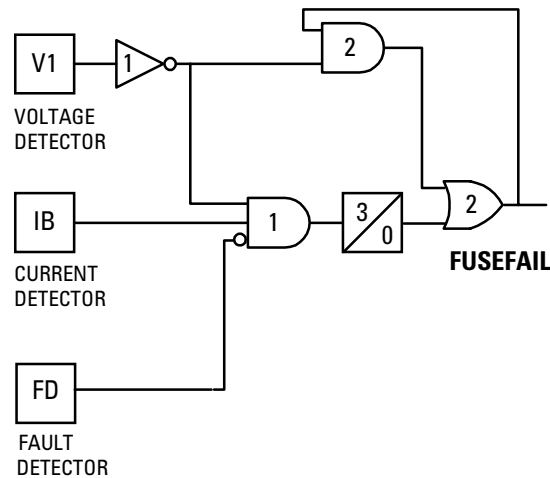 V1
1
2
VOLTAGE
DETECTOR
IB
1
3
0
2
CURRENT
DETECTOR
FUSEFAIL
FD
FAULT
DETECTOR